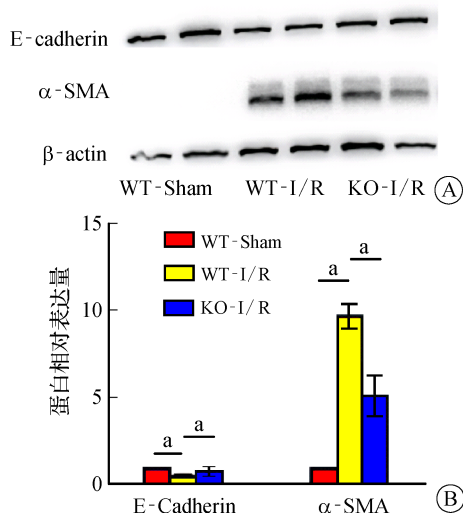 E-cadherin
α-SMA
β-actin
WT-Sham WT-I/R KO-I/R
A
15
WT-Sham
a
a
WT-I/R
10
KO-I/R
蛋白相对表达量
5
a
a
0
E-Cadherin α-SMA
B